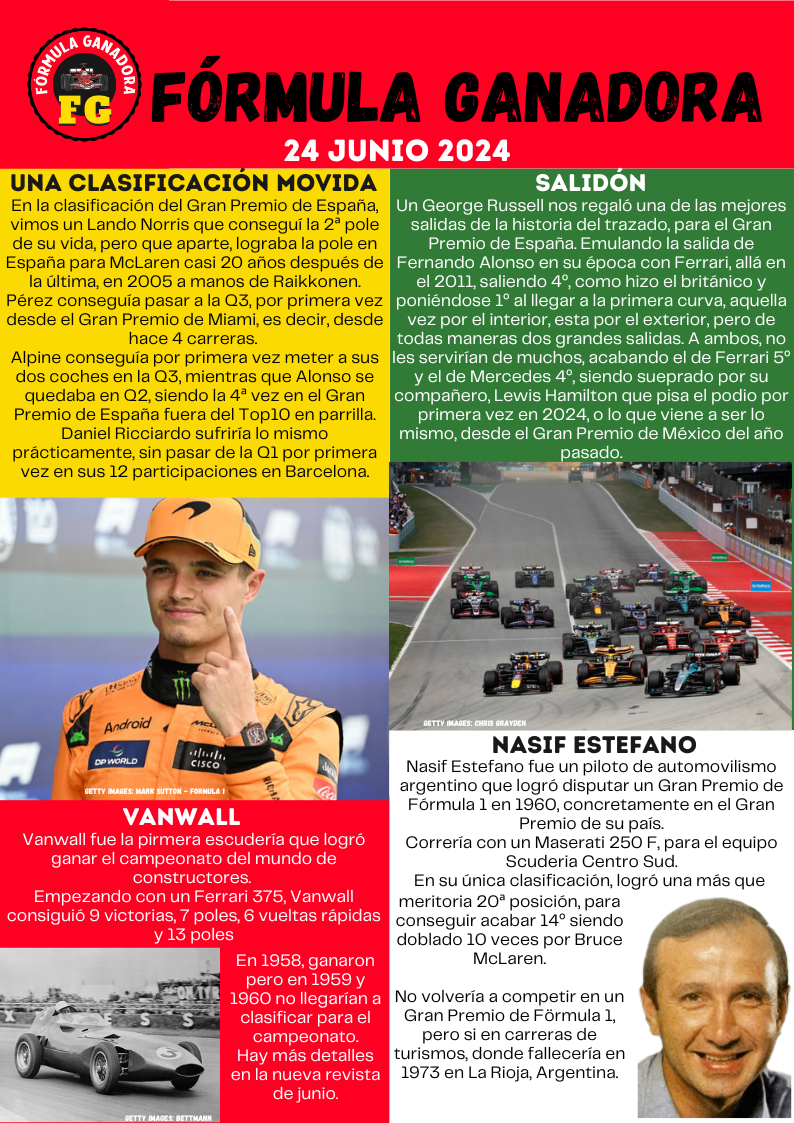 FÓRMULA GANADORA
FG
FÓRMULA GANADORA
24 JUNIO 2024
UNA CLASIFICACIÓN MOVIDA
En la clasificación del Gran Premio de España,
vimos un Lando Norris que conseguí la 2ª pole
de su vida, pero que aparte, lograba la pole en
España para McLaren casi 20 años después de
la última, en 2005 a manos de Raikkonen.
Pérez conseguía pasar a la Q3, por primera vez
desde el Gran Premio de Miami, es decir, desde
hace 4 carreras.
Alpine conseguía por primera vez meter a sus
dos coches en la Q3, mientras que Alonso se
quedaba en Q2, siendo la 4ª vez en el Gran
Premio de España fuera del Top10 en parrilla.
Daniel Ricciardo sufriría lo mismo
prácticamente, sin pasar de la Q1 por primera
vez en sus 12 participaciones en Barcelona.
Android
DP WORLD
CISCO
GETTY IMAGES: MARK SUTTON – FORMULA 1
VANWALL
Vanwall fue la pirmera escudería que logró
ganar el campeonato del mundo de
constructores.
Empezando con un Ferrari 375, Vanwall
consiguió 9 victorias, 7 poles, 6 vueltas rápidas
y 13 poles
En 1958, ganaron
pero en 1959 y
1960 no llegarían a
clasificar para el
campeonato.
Hay más detalles
en la nueva revista
de junio.
GETTY IMAGES: BETTMANN
SALIDÓN
Un George Russell nos regaló una de las mejores
salidas de la historia del trazado, para el Gran
Premio de España. Emulando la salida de
Fernando Alonso en su época con Ferrari, allá en
el 2011, saliendo 4º, como hizo el británico y
poniéndose 1º al llegar a la primera curva, aquella
vez por el interior, esta por el exterior, pero de
todas maneras dos grandes salidas. A ambos, no
les servirían de muchos, acabando el de Ferrari 5º
y el de Mercedes 4º, siendo sueprado por su
compañero, Lewis Hamilton que pisa el podio por
primera vez en 2024, o lo que viene a ser lo
mismo, desde el Gran Premio de México del año
pasado.
GETTY IMAGES: CHRIS GRAYDEN
NASIF ESTEFANO
Nasif Estefano fue un piloto de automovilismo
argentino que logró disputar un Gran Premio de
Fórmula 1 en 1960, concretamente en el Gran
Premio de su país.
Correría con un Maserati 250 F, para el equipo
Scuderia Centro Sud.
En su única clasificación, logró una más que
meritoria 20ª posición, para
conseguir acabar 14º siendo
doblado 10 veces por Bruce
McLaren.
No volvería a competir en un
Gran Premio de Förmula 1,
pero si en carreras de
turismos, donde fallecería en
1973 en La Rioja, Argentina.